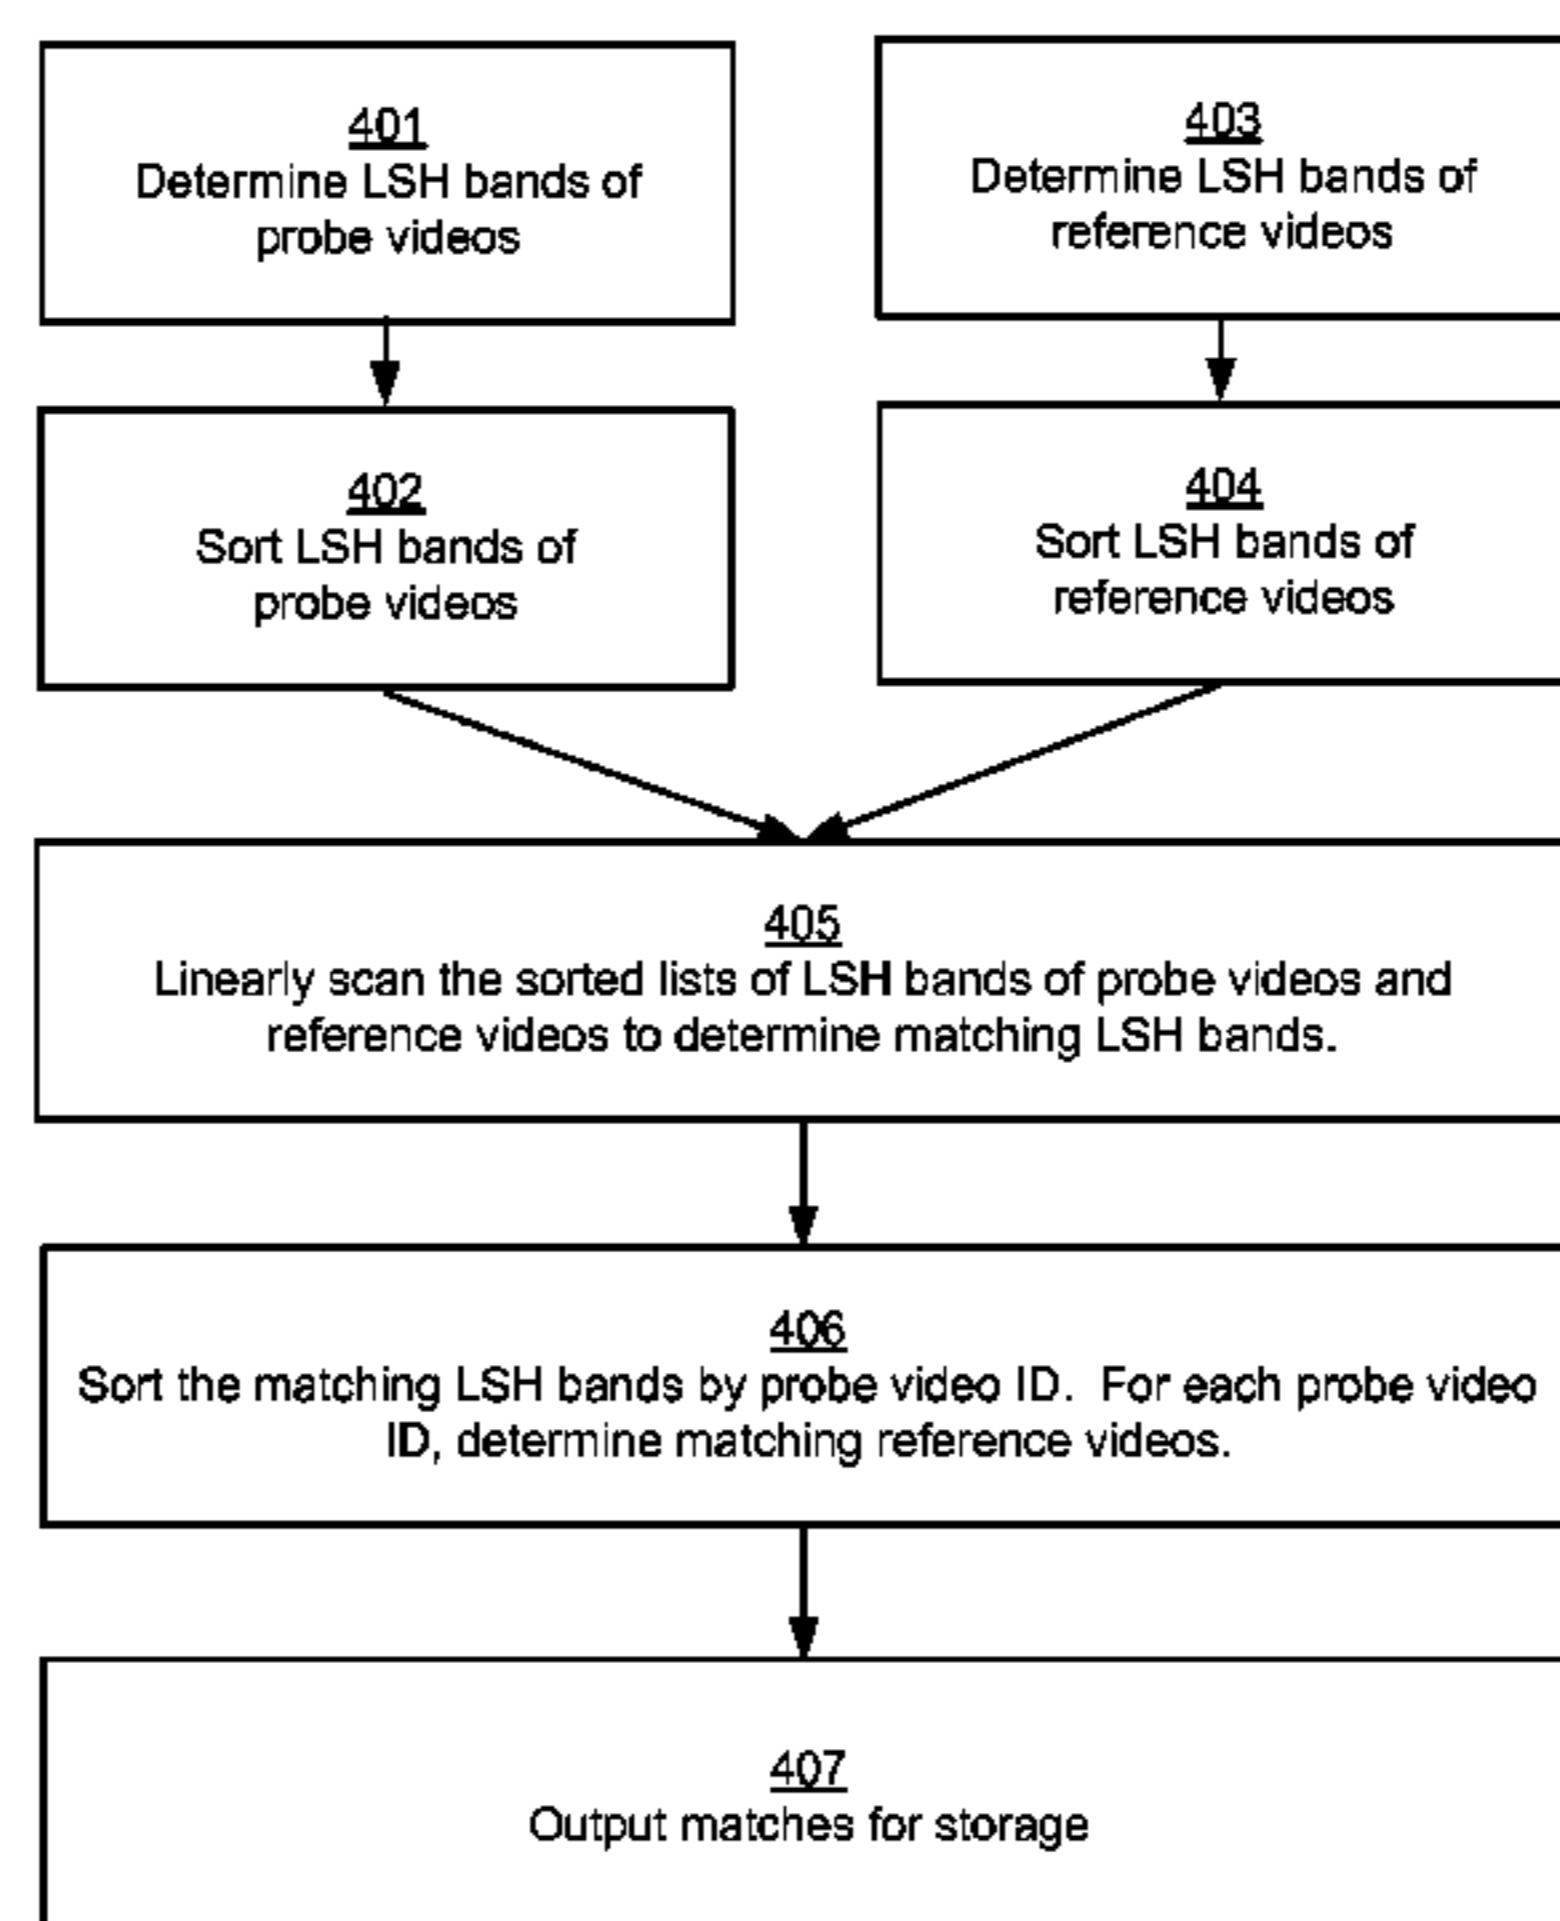 401
Determine LSH bands of
probe videos
403
Determine LSH bands of
reference videos
402
Sort LSH bands of
probe videos
404
Sort LSH bands of
reference videos
405
Linearly scan the sorted lists of LSH bands of probe videos and
reference videos to determine matching LSH bands.
406
Sort the matching LSH bands by probe video ID.  For each probe video
ID, determine matching reference videos.
407
Output matches for storage